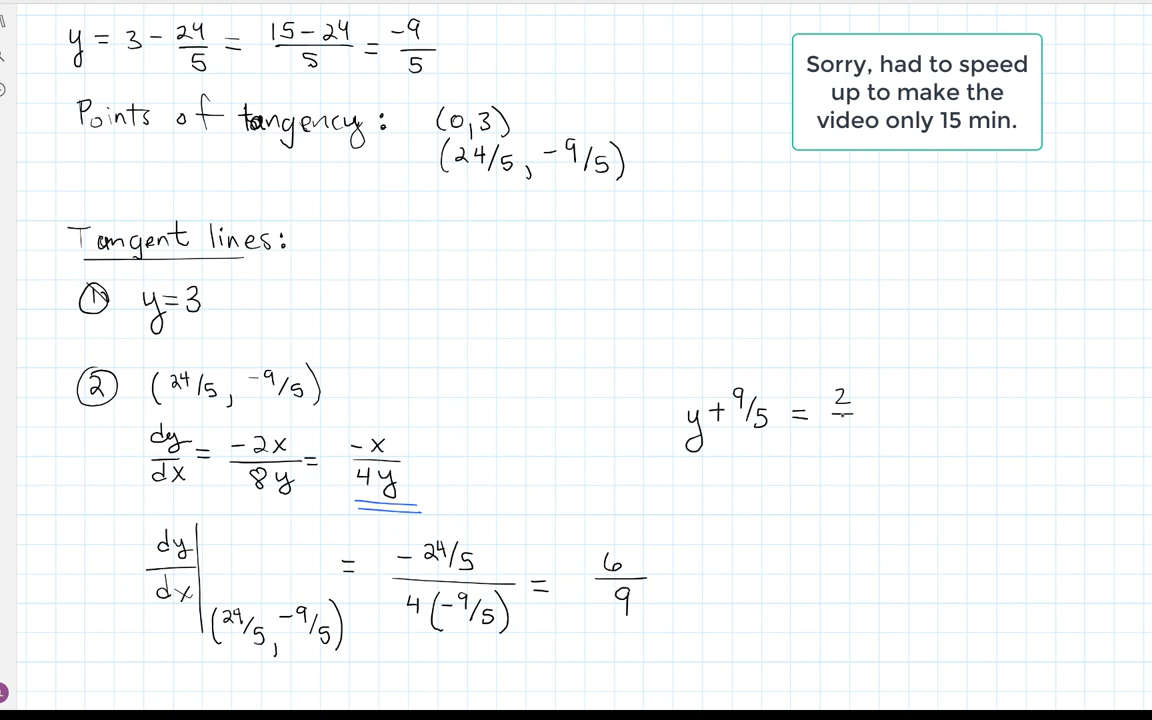 y = 3 - 24/5 = (15-24)/5 = -9/5
Sorry, had to speed
up to make the
video only 15 min.
Points of tangency: (0,3)
(24/5, -9/5)
Tangent lines:
① y=3
② (24/5, -9/5)
dy/dx = -2x/8y = -x/4y
y + 9/5 = 2/
dy/dx|(24/5, -9/5) = (-24/5)/(4(-9/5)) = 6/9